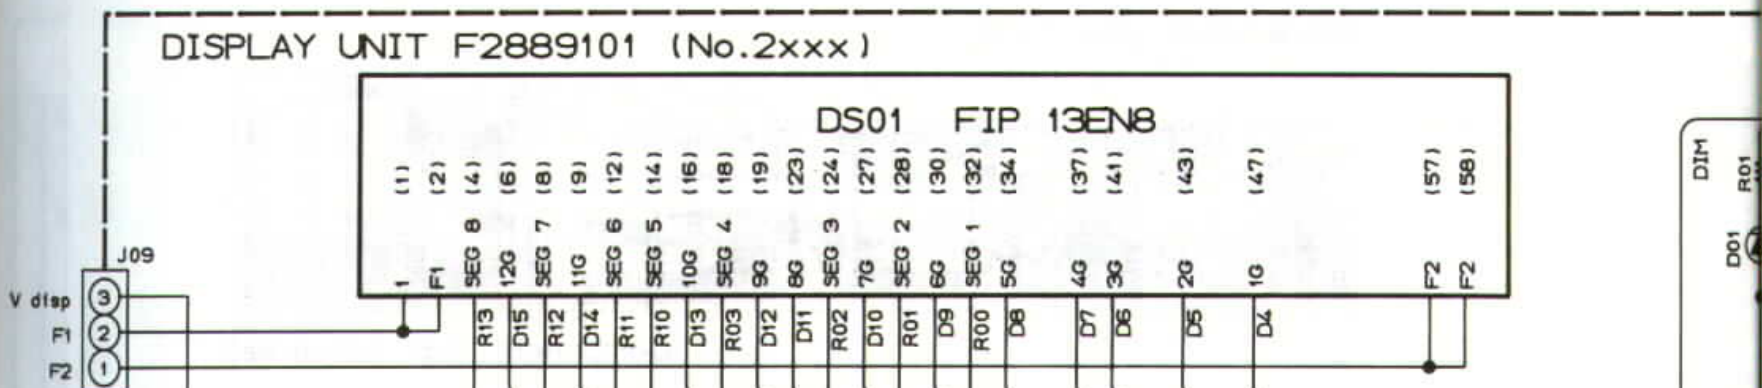 DISPLAY UNIT F2889101 (No.2xxx)
DS01 FIP 13EN8
(1) (2) (4) (6) (8) (9) (12) (14) (16) (18) (19) (23) (24) (27) (28) (30) (32) (34) (37) (41) (43) (47) (57) (58)
1 F1 SEG 8 12G SEG 7 11G SEG 6 SEG 5 10G SEG 4 9G 8G SEG 3 7G SEG 2 6G SEG 1 5G 4G 3G 2G 1G F2 F2
R13 D15 R12 D14 R11 R10 D13 R03 D12 D11 R02 D10 R01 D9 R00 D8 D7 D6 D5 D4
J09
V disp 3
F1 2
F2 1
DIM
R01
D01